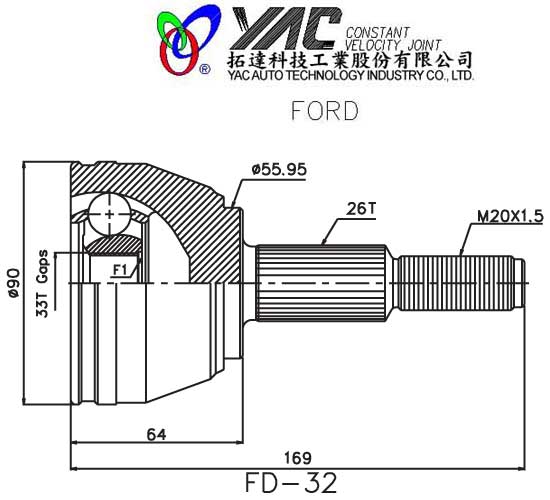 YAC CONSTANT
VELOCITY JOINT
拓達科技工業股份有限公司
®
YAC AUTO TECHNOLOGY INDUSTRY CO., LTD.
FORD
ø55.95
26T
M20X1.5
F1
33T Gaps
ø90
64
169
FD-32